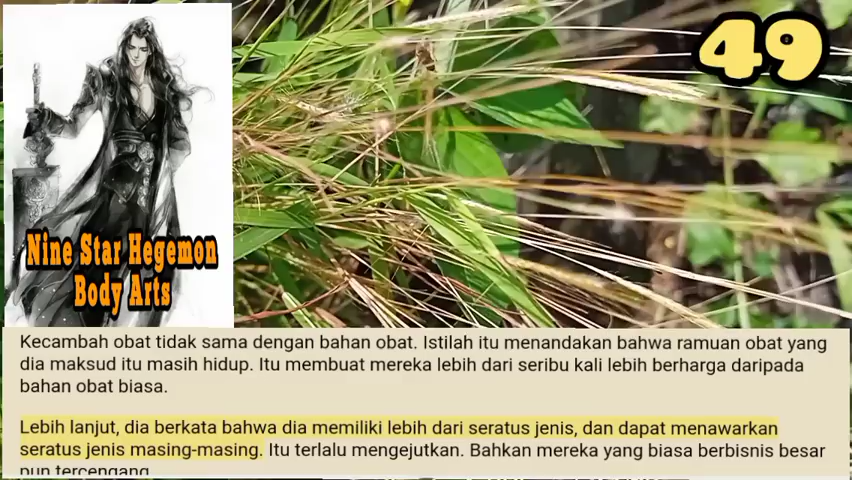 49
Nine Star Hegemon
Body Arts
Kecambah obat tidak sama dengan bahan obat. Istilah itu menandakan bahwa ramuan obat yang
dia maksud itu masih hidup. Itu membuat mereka lebih dari seribu kali lebih berharga daripada
bahan obat biasa.
Lebih lanjut, dia berkata bahwa dia memiliki lebih dari seratus jenis, dan dapat menawarkan
seratus jenis masing-masing. Itu terlalu mengejutkan. Bahkan mereka yang biasa berbisnis besar
pun tercengang